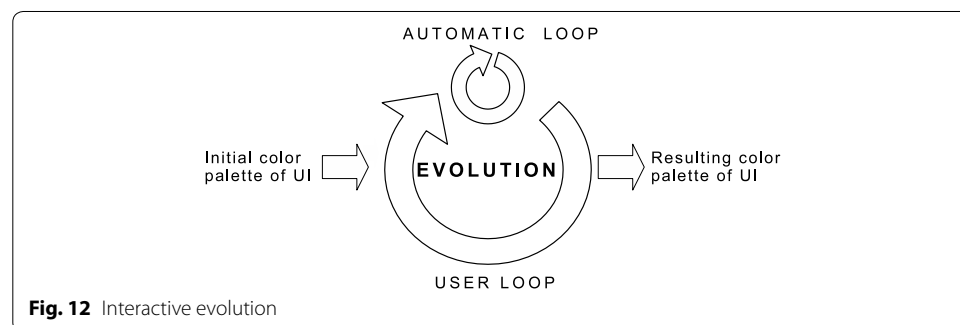 AUTOMATIC LOOP
Initial color
palette of UI
EVOLUTION
Resulting color
palette of UI
USER LOOP
Fig. 12 Interactive evolution